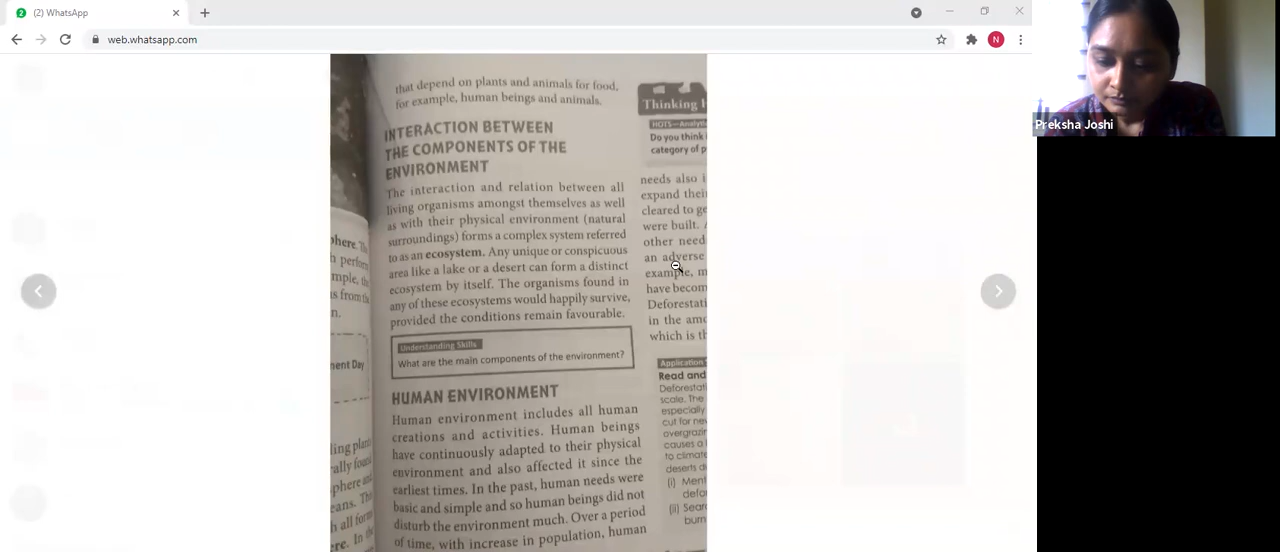 (2) WhatsApp
web.whatsapp.com
N
Preksha Joshi
that depend on plants and animals for food,
for example, human beings and animals.
INTERACTION BETWEEN
THE COMPONENTS OF THE
ENVIRONMENT
The interaction and relation between all
living organisms amongst themselves as well
as with their physical environment (natural
surroundings) forms a complex system referred
to as an ecosystem. Any unique or conspicuous
area like a lake or a desert can form a distinct
ecosystem by itself. The organisms found in
any of these ecosystems would happily survive,
provided the conditions remain favourable.
Understanding Skills
What are the main components of the environment?
HUMAN ENVIRONMENT
Human environment includes all human
creations and activities. Human beings
have continuously adapted to their physical
environment and also affected it since the
earliest times. In the past, human needs were
basic and simple and so human beings did not
disturb the environment much. Over a period
of time, with increase in population, human
Thinking
HOTS
Do you think
category of
needs also
expand
cleared to
were built.
other need
an adverse
example,
have
in the
which is
Application
Read and
scale. The
especially
cut for
causes a
to
deserts
(i)
(ii)
ment Day